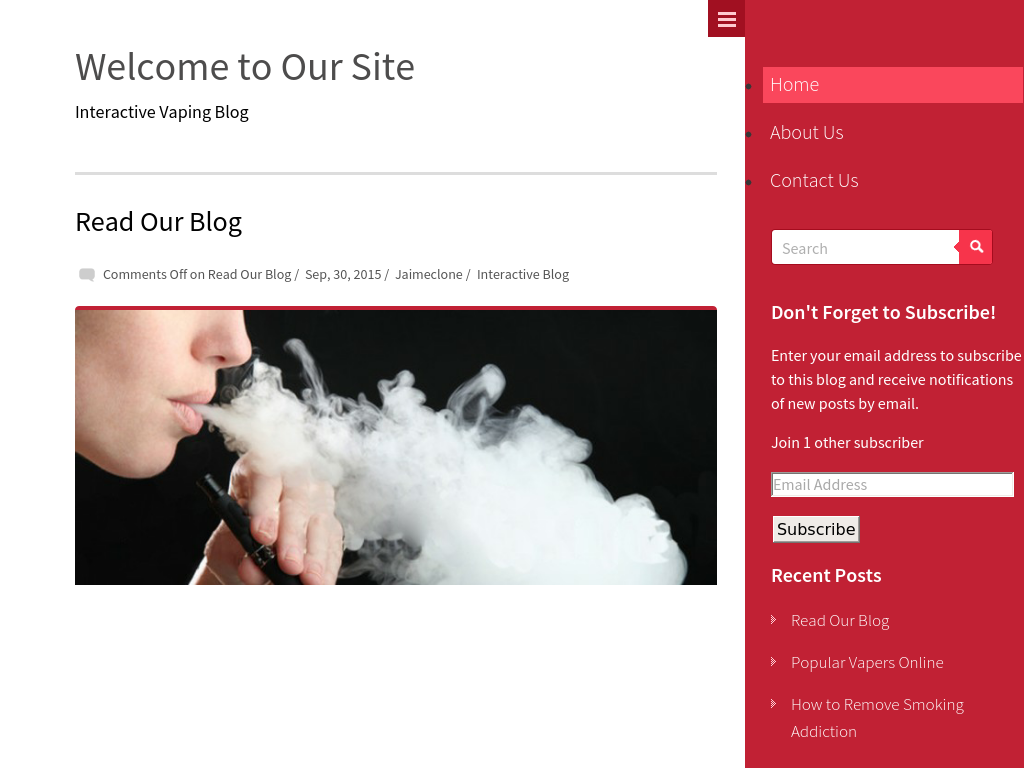 Welcome to Our Site
Interactive Vaping Blog
Read Our Blog
Comments Off on Read Our Blog / Sep, 30, 2015 / Jaimeclone / Interactive Blog
Home
About Us
Contact Us
Search
Don't Forget to Subscribe!
Enter your email address to subscribe
to this blog and receive notifications
of new posts by email.
Join 1 other subscriber
Email Address
Subscribe
Recent Posts
Read Our Blog
Popular Vapers Online
How to Remove Smoking
Addiction